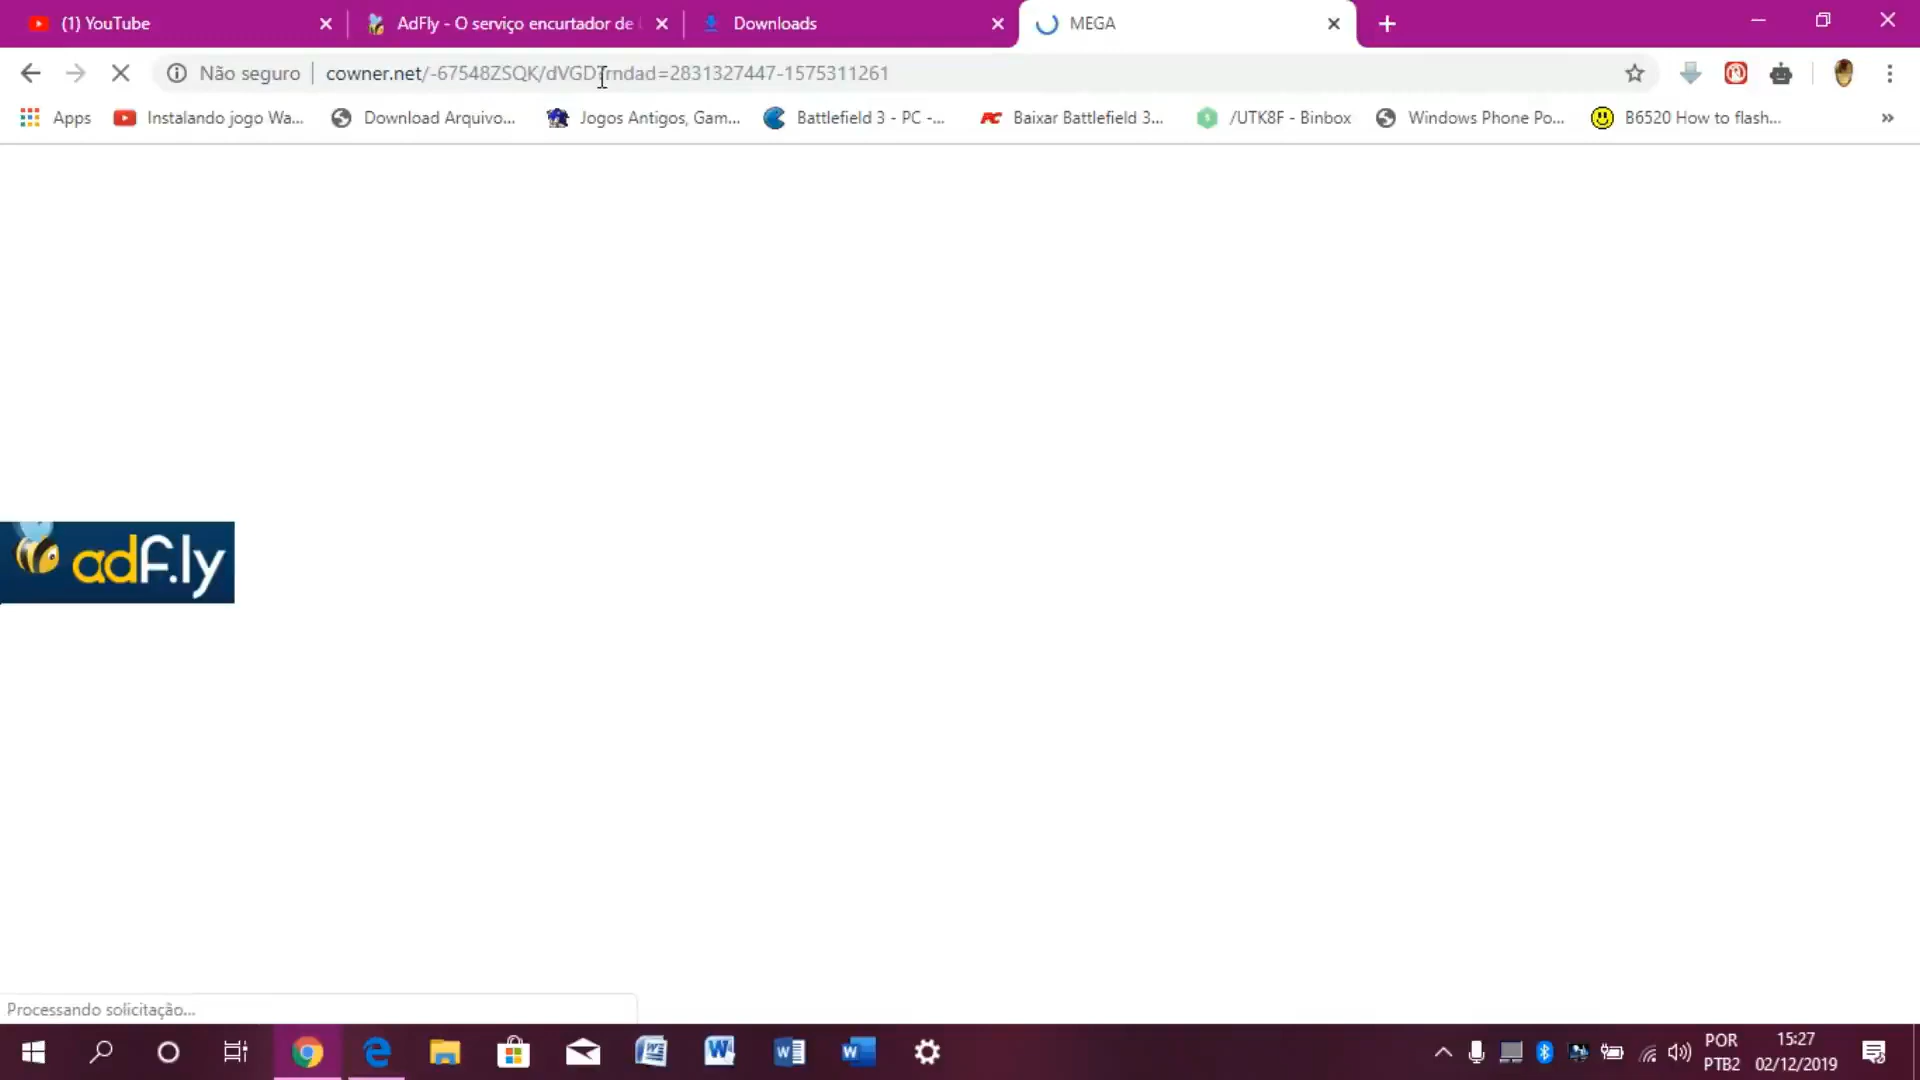 (1) YouTube
AdFly - O serviço encurtador de
Downloads
MEGA
Não seguro
cowner.net/-67548ZSQK/dVGD?rndad=2831327447-1575311261
Apps
Instalando jogo Wa...
Download Arquivo...
Jogos Antigos, Gam...
Battlefield 3 - PC -...
Baixar Battlefield 3...
/UTK8F - Binbox
Windows Phone Po...
B6520 How to flash...
adf.ly
Processando solicitação...
POR
PTB2
15:27
02/12/2019